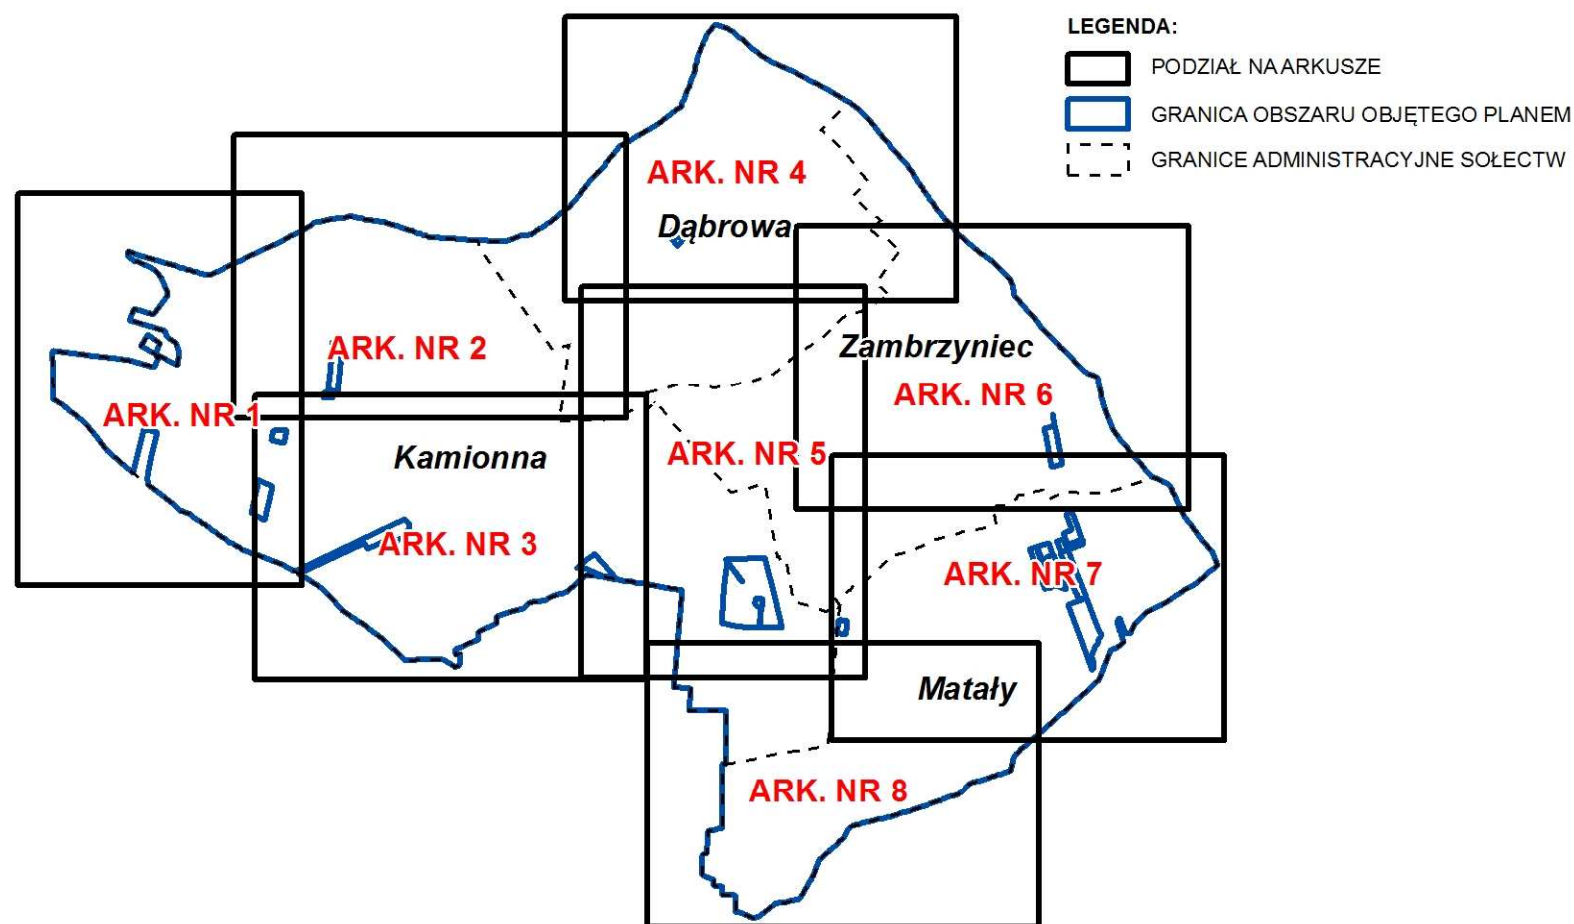 LEGENDA:
PODZIAŁ NA ARKUSZE
GRANICA OBSZARU OBJĘTEGO PLANEM
GRANICE ADMINISTRACYJNE SOŁECTW
ARK. NR 4
Dąbrowa
ARK. NR 2
Zambrzyniec
ARK. NR 6
ARK. NR 1
Kamionna
ARK. NR 5
ARK. NR 3
ARK. NR 7
Matały
ARK. NR 8